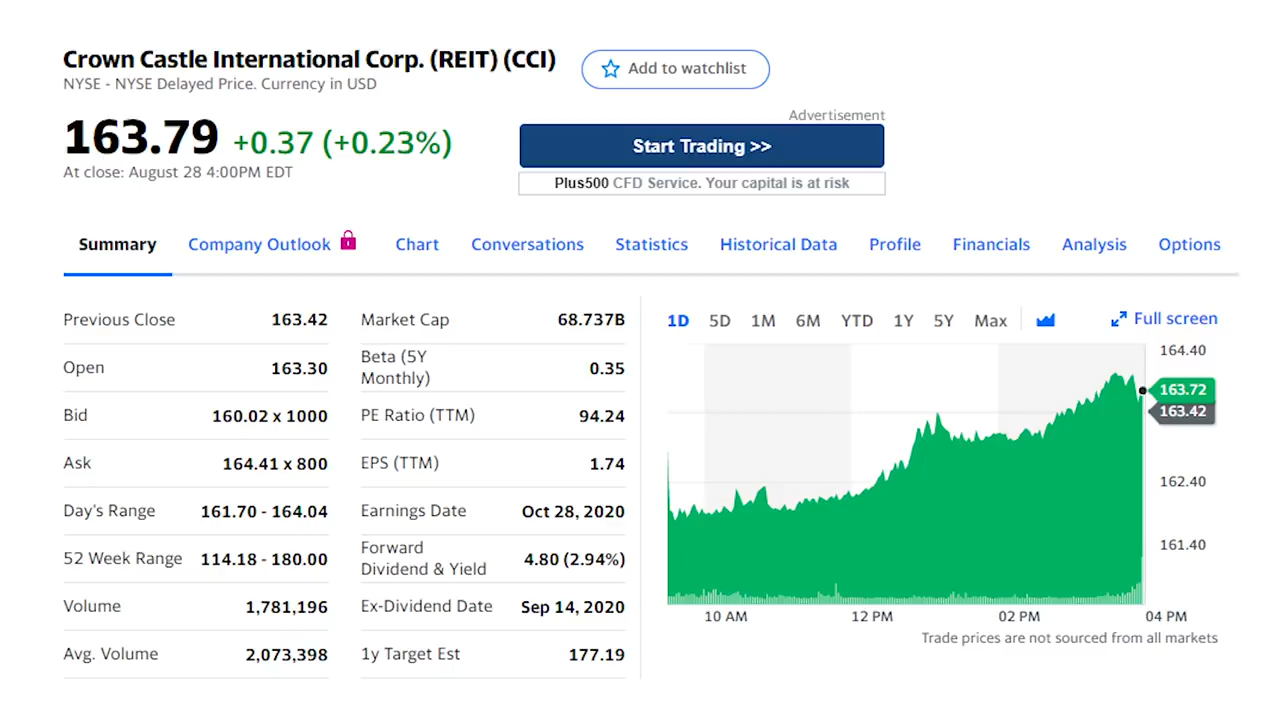 Crown Castle International Corp. (REIT) (CCI)
Add to watchlist
NYSE - NYSE Delayed Price. Currency in USD
163.79 +0.37 (+0.23%)
At close: August 28 4:00PM EDT
Advertisement
Start Trading >>
Plus500 CFD Service. Your capital is at risk
Summary Company Outlook Chart Conversations Statistics Historical Data Profile Financials Analysis Options
Previous Close 163.42
Open 163.30
Bid 160.02 x 1000
Ask 164.41 x 800
Day's Range 161.70 - 164.04
52 Week Range 114.18 - 180.00
Volume 1,781,196
Avg. Volume 2,073,398
Market Cap 68.737B
Beta (5Y
Monthly) 0.35
PE Ratio (TTM) 94.24
EPS (TTM) 1.74
Earnings Date Oct 28, 2020
Forward
Dividend & Yield 4.80 (2.94%)
Ex-Dividend Date Sep 14, 2020
1y Target Est 177.19
1D 5D 1M 6M YTD 1Y 5Y Max Full screen
164.40
163.72
163.42
162.40
161.40
10 AM 12 PM 02 PM 04 PM
Trade prices are not sourced from all markets